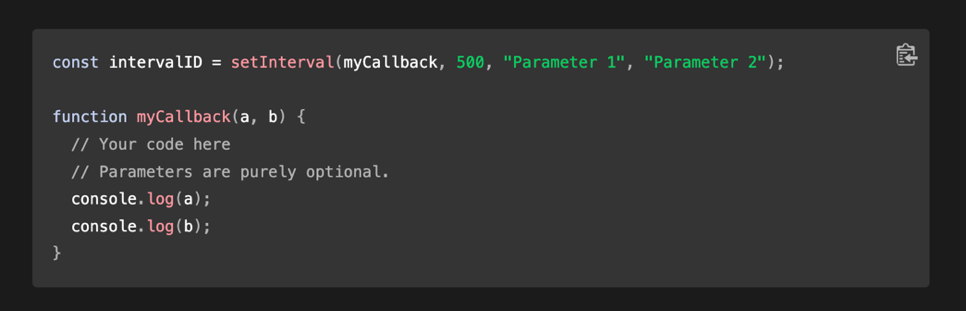 const intervalID = setInterval(myCallback, 500, "Parameter 1", "Parameter 2");
function myCallback(a, b) {
  // Your code here
  // Parameters are purely optional.
  console.log(a);
  console.log(b);
}